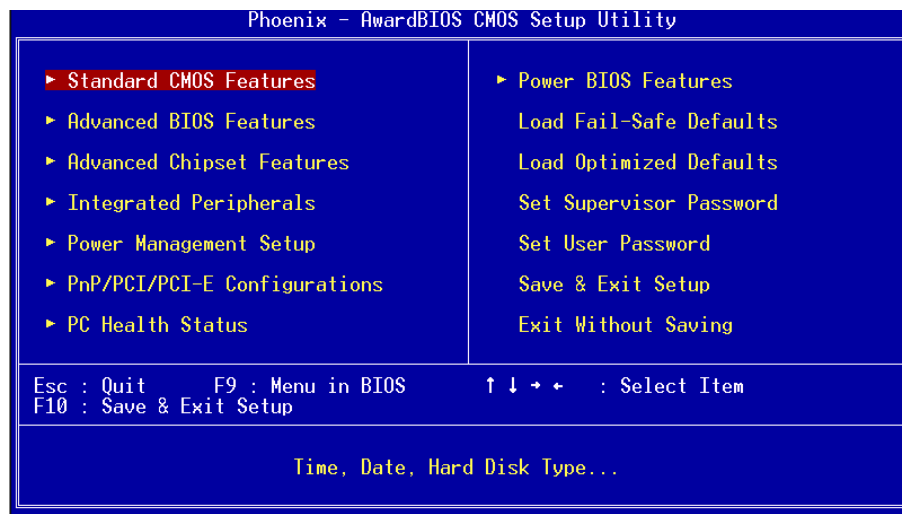 Phoenix - AwardBIOS CMOS Setup Utility
► Standard CMOS Features
► Advanced BIOS Features
► Advanced Chipset Features
► Integrated Peripherals
► Power Management Setup
► PnP/PCI/PCI-E Configurations
► PC Health Status
► Power BIOS Features
Load Fail-Safe Defaults
Load Optimized Defaults
Set Supervisor Password
Set User Password
Save & Exit Setup
Exit Without Saving
Esc : Quit F9 : Menu in BIOS ↑ ↓ → ← : Select Item
F10 : Save & Exit Setup
Time, Date, Hard Disk Type...